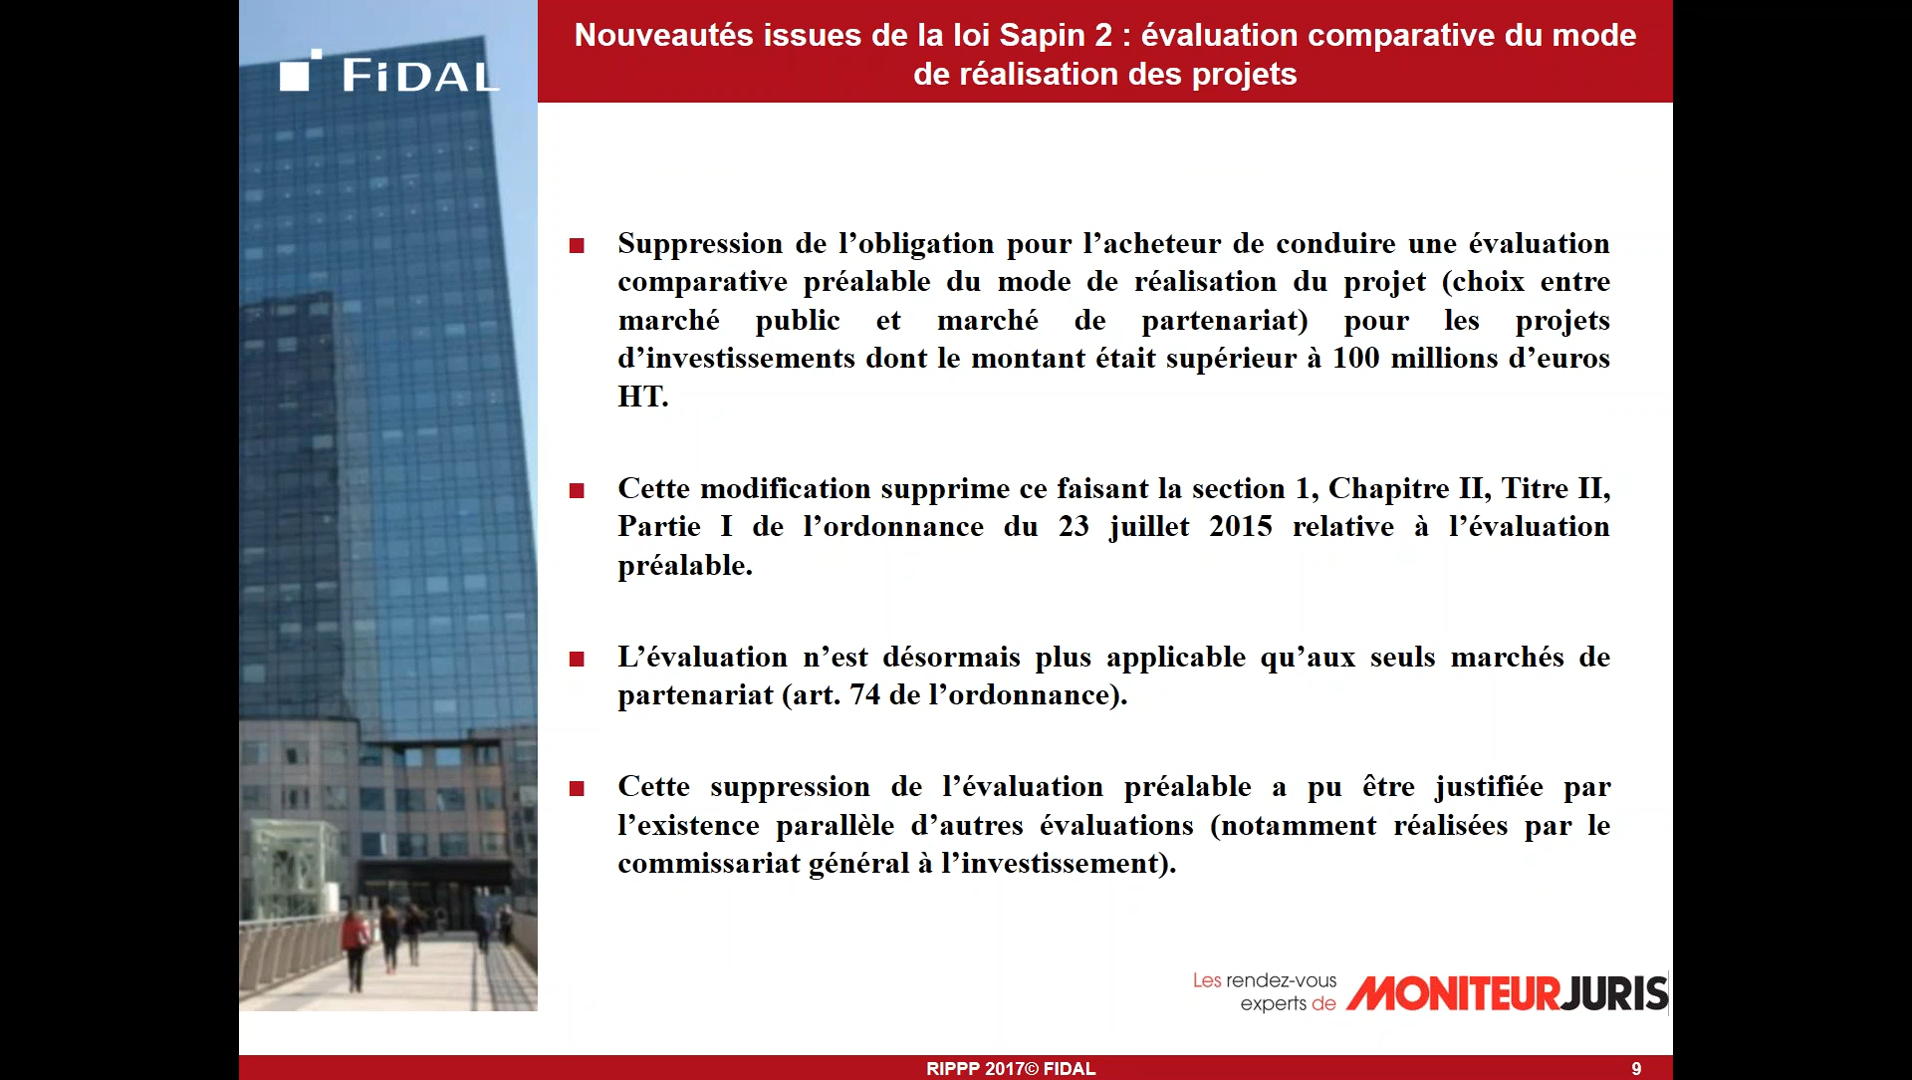 FiDAL
Nouveautés issues de la loi Sapin 2 : évaluation comparative du mode
de réalisation des projets
Suppression de l’obligation pour l’acheteur de conduire une évaluation
comparative préalable du mode de réalisation du projet (choix entre
marché public et marché de partenariat) pour les projets
d’investissements dont le montant était supérieur à 100 millions d’euros
HT.
Cette modification supprime ce faisant la section 1, Chapitre II, Titre II,
Partie I de l’ordonnance du 23 juillet 2015 relative à l’évaluation
préalable.
L’évaluation n’est désormais plus applicable qu’aux seuls marchés de
partenariat (art. 74 de l’ordonnance).
Cette suppression de l’évaluation préalable a pu être justifiée par
l’existence parallèle d’autres évaluations (notamment réalisées par le
commissariat général à l’investissement).
Les rendez-vous
experts de MONITEURJURIS
RIPPP 2017© FIDAL 9